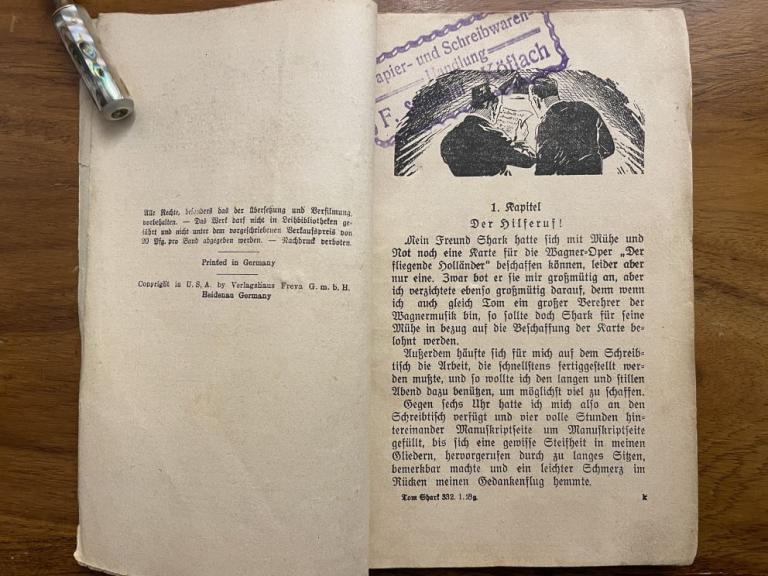 Alle Rechte, besonders das der Übersetzung und Verfilmung,
vorbehalten. — Das Werk darf nicht in Leihbibliotheken ge-
führt und nicht unter dem vorgeschriebenen Verkaufspreis von
20 Pfg. pro Band abgegeben werden. — Nachdruck verboten.
Printed in Germany
Copyright in U. S. A. by Verlagshaus Freya G. m. b. H.
Heidenau Germany
apier- und Schreibwaren-
Handlung
F. Köflach
1. Kapitel
Der Hilferuf!
Mein Freund Shark hatte sich mit Mühe und
Not noch eine Karte für die Wagner-Oper „Der
fliegende Holländer" beschaffen können, leider aber
nur eine. Zwar bot er sie mir großmütig an, aber
ich verzichtete ebenso großmütig darauf, denn wenn
ich auch gleich Tom ein großer Verehrer der
Wagnermusik bin, so sollte doch Shark für seine
Mühe in bezug auf die Beschaffung der Karte be-
lohnt werden.
Außerdem häufte sich für mich auf dem Schreib-
tisch die Arbeit, die schnellstens fertiggestellt wer-
den mußte, und so wollte ich den langen und stillen
Abend dazu benützen, um möglichst viel zu schaffen.
Gegen sechs Uhr hatte ich mich also an den
Schreibtisch verfügt und vier volle Stunden hin-
tereinander Manuskriptseite um Manuskriptseite
gefüllt, bis sich eine gewisse Steifheit in meinen
Gliedern, hervorgerufen durch zu langes Sitzen,
bemerkbar machte und ein leichter Schmerz im
Rücken meinen Gedankenflug hemmte.
Tom Shark 332. 1. Bg. k